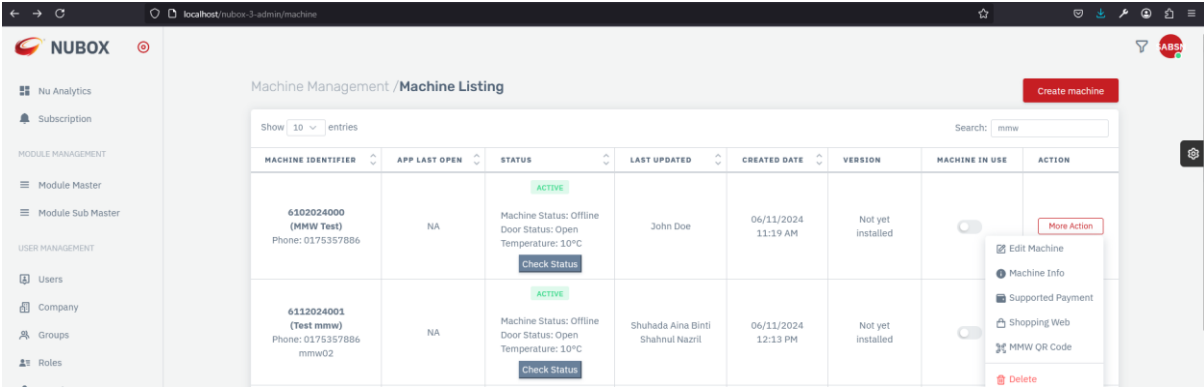 localhost/nubox-3-admin/machine
NUBOX
Nu Analytics
Subscription
MODULE MANAGEMENT
Module Master
Module Sub Master
USER MANAGEMENT
Users
Company
Groups
Roles
Machine Management /Machine Listing
Create machine
Show 10 entries
Search: mmw
MACHINE IDENTIFIER APP LAST OPEN STATUS LAST UPDATED CREATED DATE VERSION MACHINE IN USE ACTION
6102024000
(MMW Test)
Phone: 0175357886
NA
ACTIVE
Machine Status: Offline
Door Status: Open
Temperature: 10°C
Check Status
John Doe
06/11/2024
11:19 AM
Not yet
installed
More Action
Edit Machine
Machine Info
Supported Payment
Shopping Web
MMW QR Code
Delete
6112024001
(Test mmw)
Phone: 0175357886
mmw02
NA
ACTIVE
Machine Status: Offline
Door Status: Open
Temperature: 10°C
Check Status
Shuhada Aina Binti
Shahnul Nazril
06/11/2024
12:13 PM
Not yet
installed